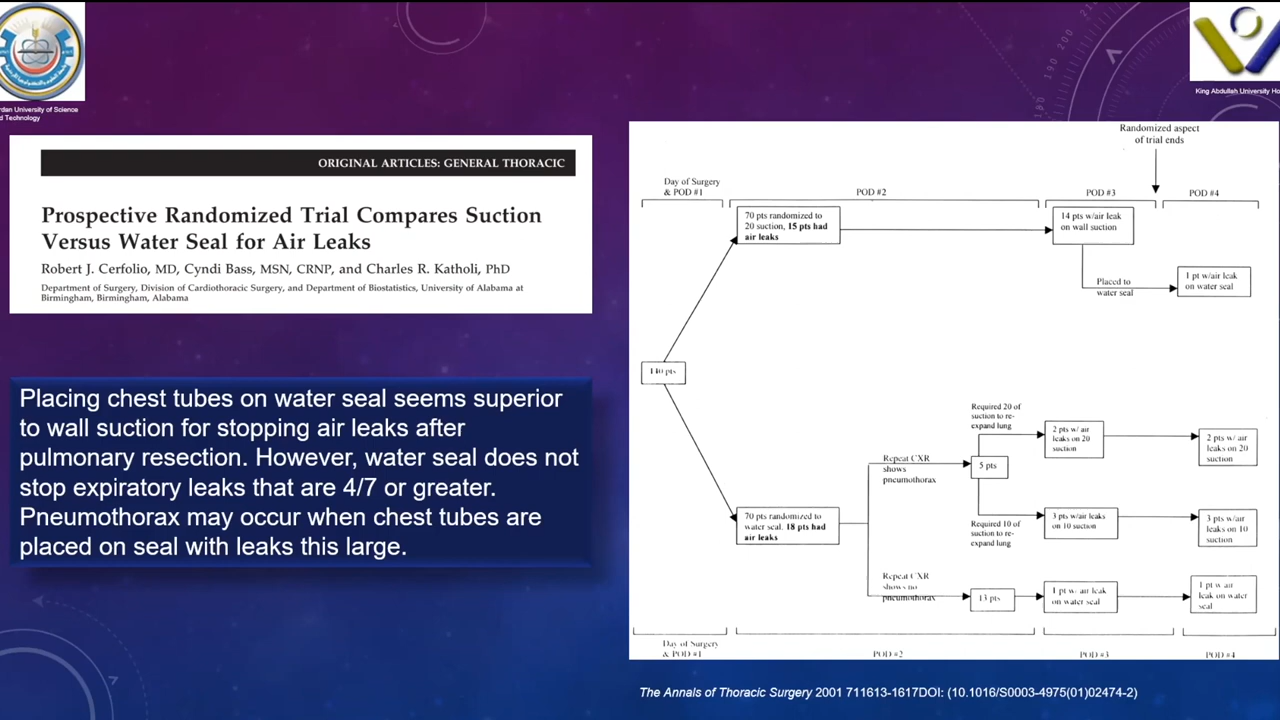 rdan University of Science
d Technology
King Abdullah University Ho
ORIGINAL ARTICLES: GENERAL THORACIC
Prospective Randomized Trial Compares Suction
Versus Water Seal for Air Leaks
Robert J. Cerfolio, MD, Cyndi Bass, MSN, CRNP, and Charles R. Katholi, PhD
Department of Surgery, Division of Cardiothoracic Surgery, and Department of Biostatistics, University of Alabama at
Birmingham, Birmingham, Alabama
Placing chest tubes on water seal seems superior
to wall suction for stopping air leaks after
pulmonary resection. However, water seal does not
stop expiratory leaks that are 4/7 or greater.
Pneumothorax may occur when chest tubes are
placed on seal with leaks this large.
Randomized aspect
of trial ends
Day of Surgery
& POD #1
POD #2
POD #3
POD #4
70 pts randomized to
20 suction, 15 pts had
air leaks
14 pts w/air leak
on wall suction
Placed to
water seal
1 pt w/air leak
on water seal
140 pts
Required 20 of
suction to re-
expand lung
2 pts w/ air
leaks on 20
suction
2 pts w/ air
leaks on 20
suction
Repeat CXR
shows
pneumothorax
5 pts
70 pts randomized to
water seal, 18 pts had
air leaks
Required 10 of
suction to re-
expand lung
3 pts w/air leaks
on 10 suction
3 pts w/air
leaks on 10
suction
Repeat CXR
shows no
pneumothorax
13 pts
1 pt w/ air leak
on water seal
1 pt w air
leak on water
seal
Day of Surgery
& POD #1
POD #2
POD #3
POD #4
The Annals of Thoracic Surgery 2001 711613-1617DOI: (10.1016/S0003-4975(01)02474-2)